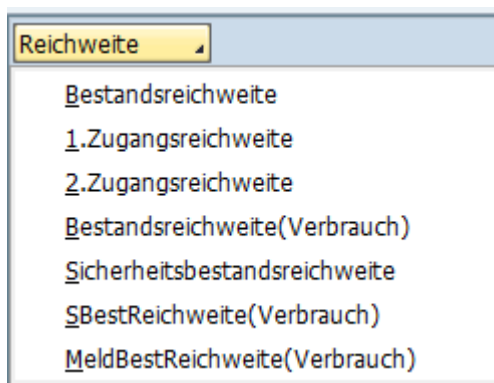 Reichweite
Bestandsreichweite
1.Zugangsreichweite
2.Zugangsreichweite
Bestandsreichweite(Verbrauch)
Sicherheitsbestandsreichweite
SBestReichweite(Verbrauch)
MeldBestReichweite(Verbrauch)